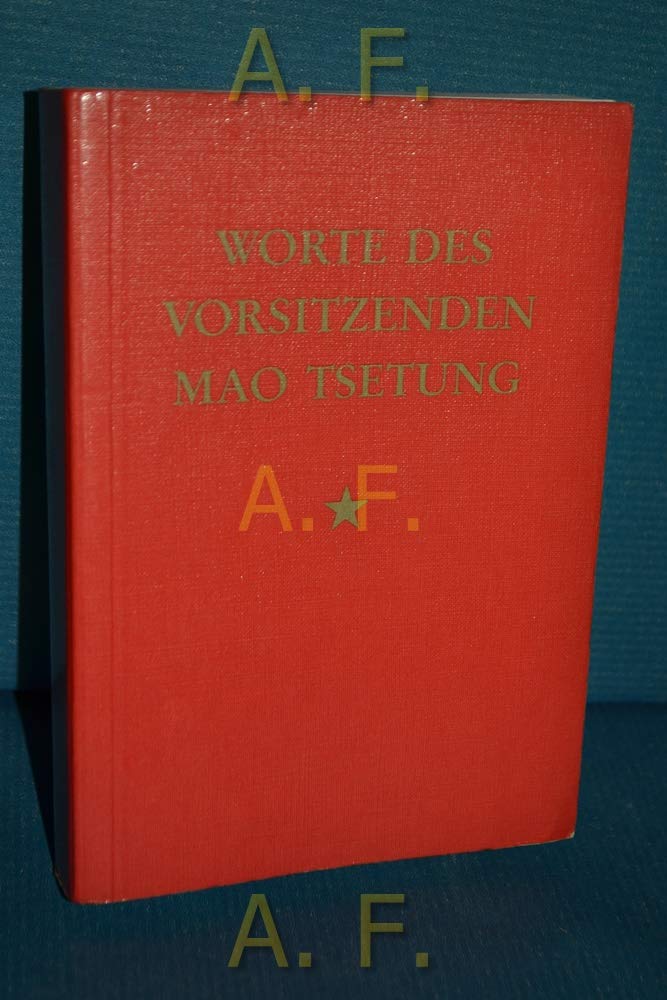 A. F.
WORTE DES
VORSITZENDEN
MAO TSETUNG
A. F.
A. F.